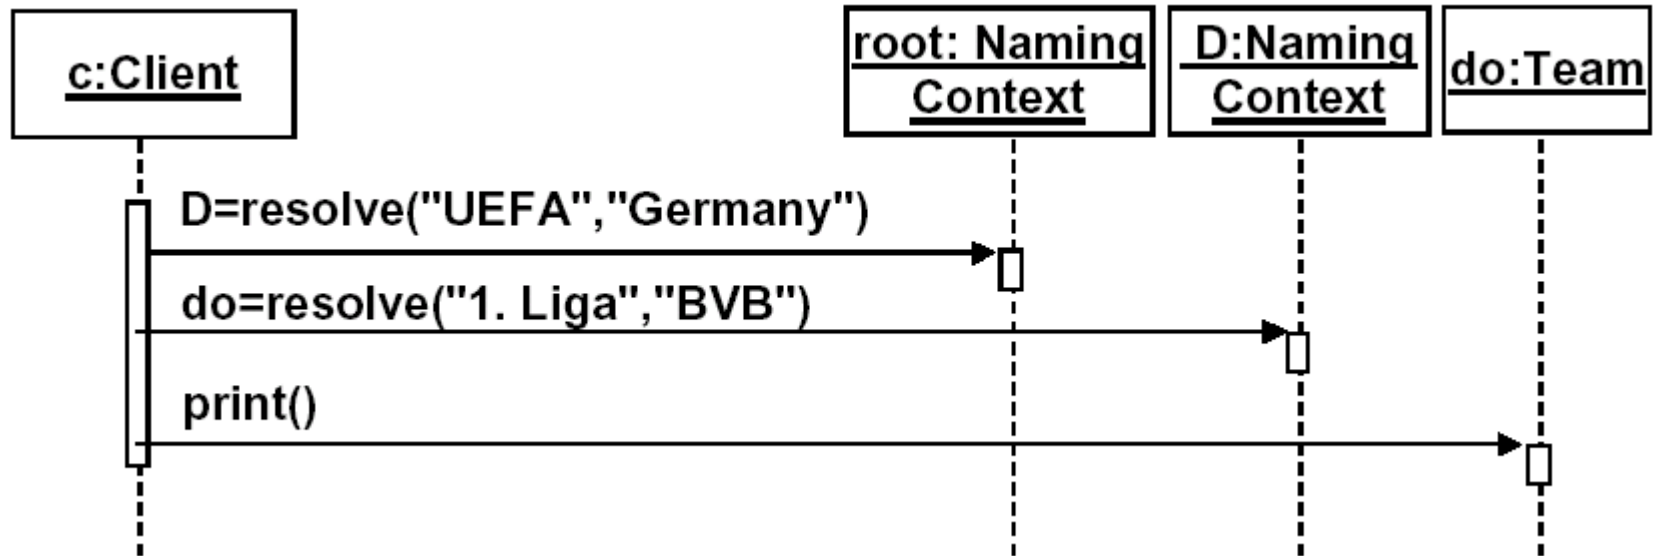 c:Client
root: Naming
Context
D:Naming
Context
do:Team
D=resolve("UEFA","Germany")
do=resolve("1. Liga","BVB")
print()